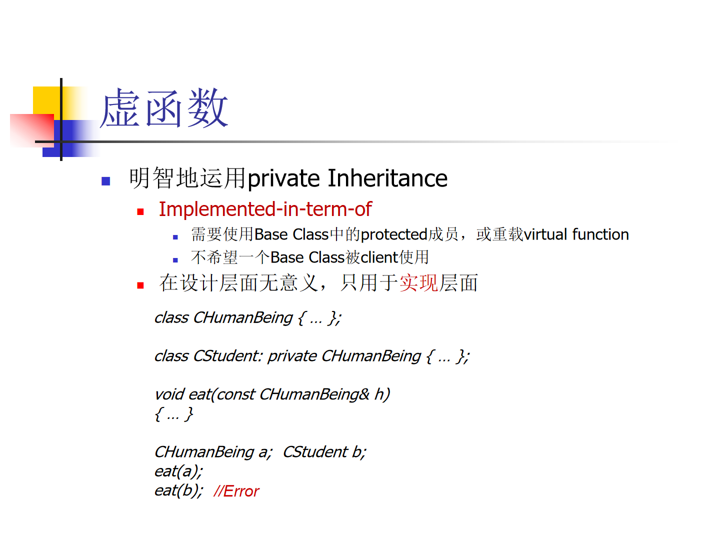 虚函数
明智地运用private Inheritance
Implemented-in-term-of
需要使用Base Class中的protected成员，或重载virtual function
不希望一个Base Class被client使用
在设计层面无意义，只用于实现层面
class CHumanBeing { … };
class CStudent: private CHumanBeing { … };
void eat(const CHumanBeing& h)
{ … }
CHumanBeing a;  CStudent b;
eat(a);
eat(b);  //Error